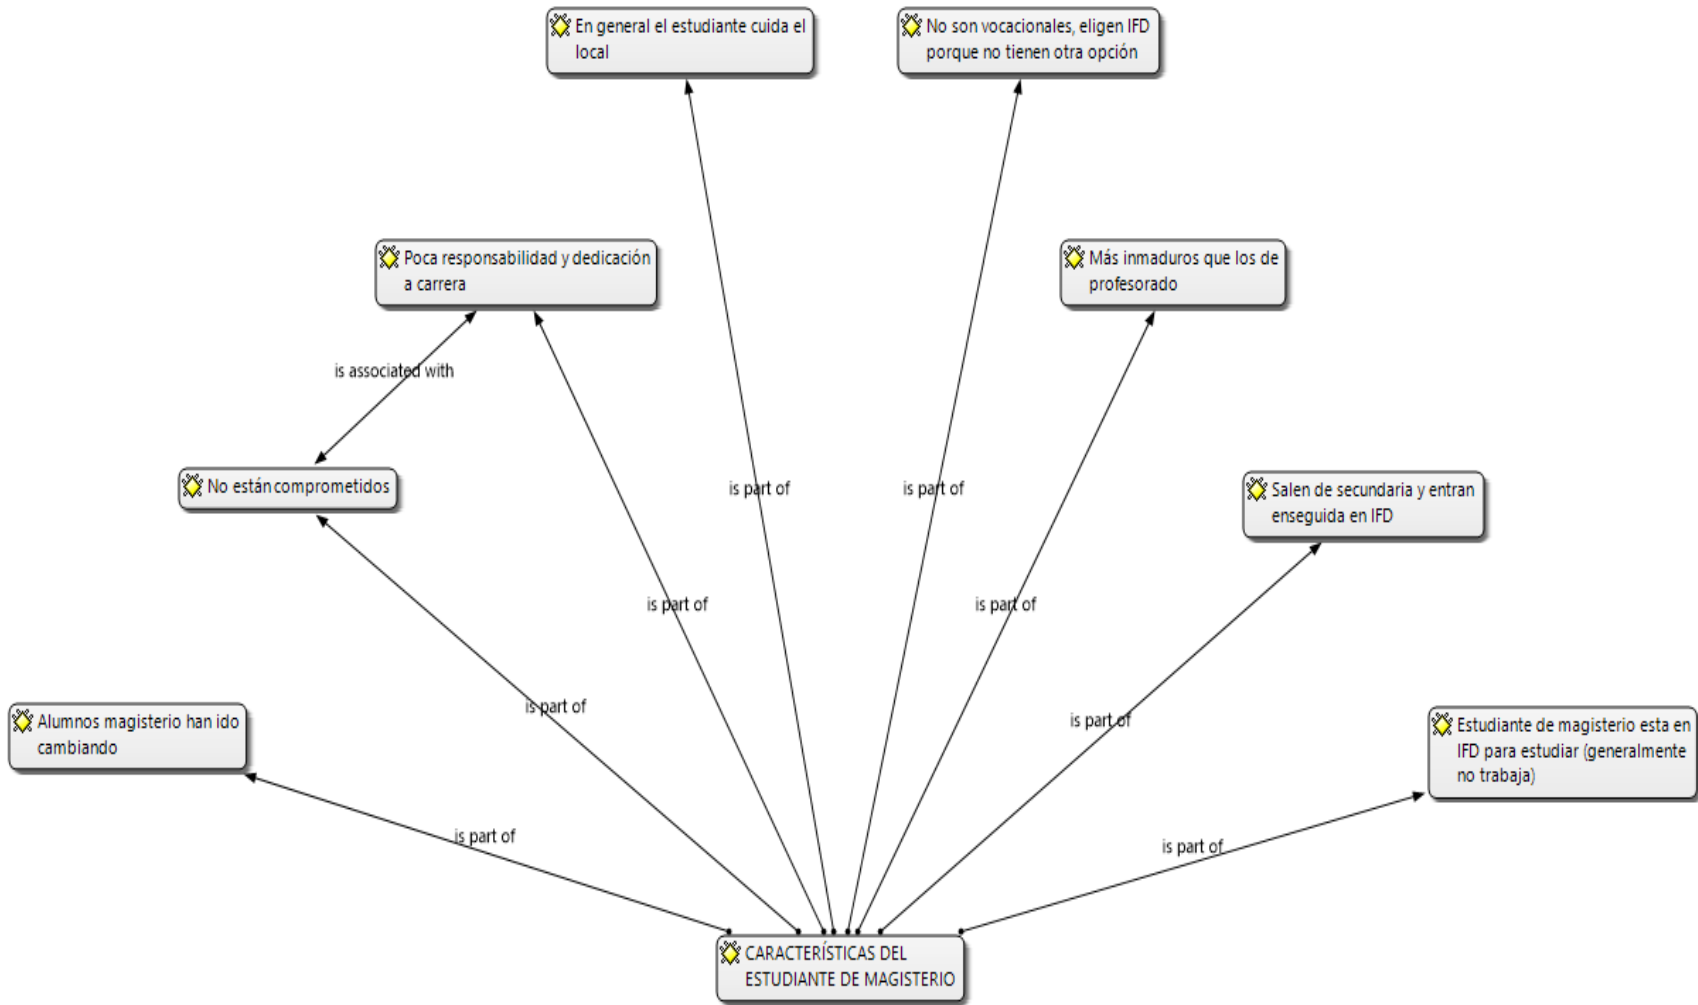 En general el estudiante cuida el
local
No son vocacionales, eligen IFD
porque no tienen otra opción
Poca responsabilidad y dedicación
a carrera
Más inmaduros que los de
profesorado
is associated with
No están comprometidos
is part of
is part of
Salen de secundaria y entran
enseguida en IFD
is part of
is part of
Alumnos magisterio han ido
cambiando
is part of
is part of
Estudiante de magisterio esta en
IFD para estudiar (generalmente
no trabaja)
is part of
is part of
CARACTERÍSTICAS DEL
ESTUDIANTE DE MAGISTERIO